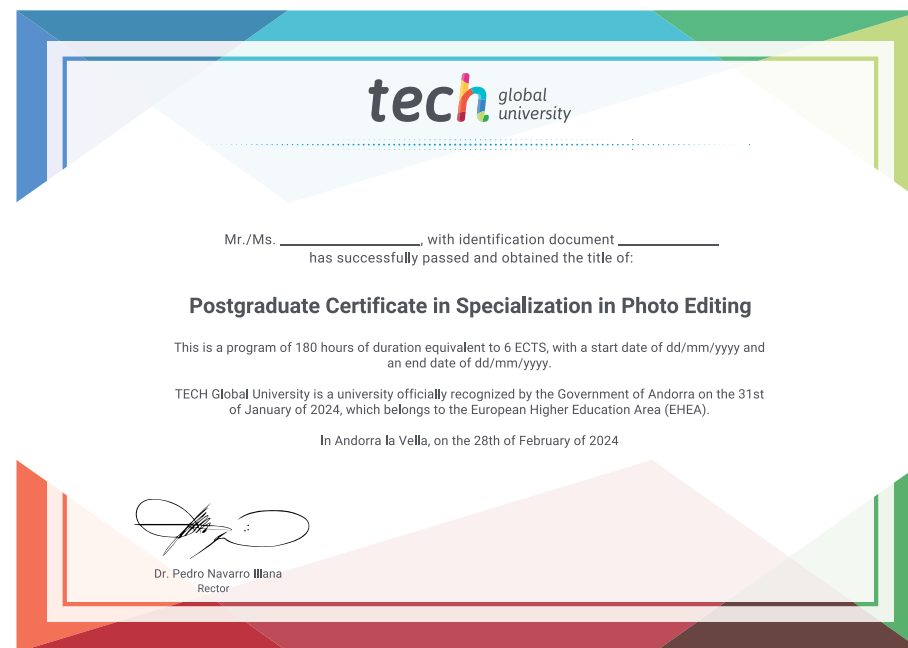 tech global university
Mr./Ms. ____________, with identification document ____________
has successfully passed and obtained the title of:
Postgraduate Certificate in Specialization in Photo Editing
This is a program of 180 hours of duration equivalent to 6 ECTS, with a start date of dd/mm/yyyy and
an end date of dd/mm/yyyy.
TECH Global University is a university officially recognized by the Government of Andorra on the 31st
of January of 2024, which belongs to the European Higher Education Area (EHEA).
In Andorra la Vella, on the 28th of February of 2024
Dr. Pedro Navarro Illana
Rector